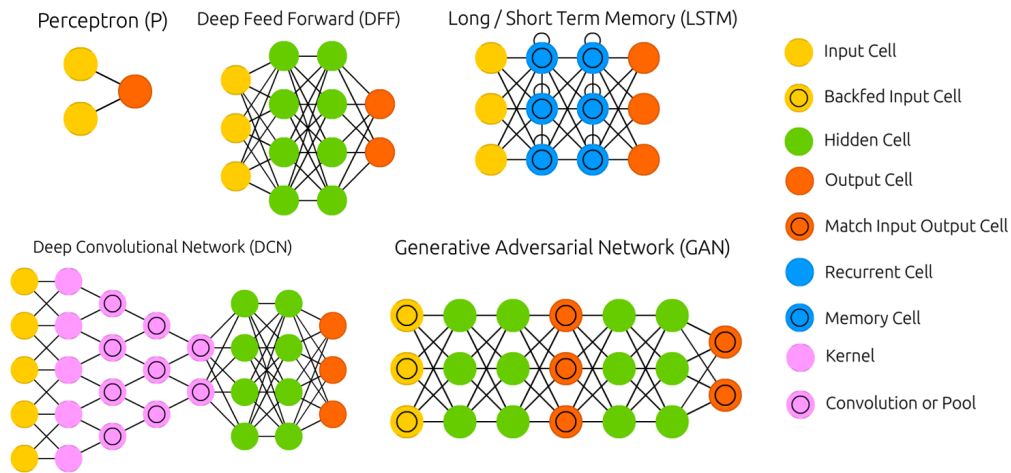 Perceptron (P)
Deep Feed Forward (DFF)
Long / Short Term Memory (LSTM)
Input Cell
Backfed Input Cell
Hidden Cell
Output Cell
Match Input Output Cell
Recurrent Cell
Memory Cell
Kernel
Convolution or Pool
Deep Convolutional Network (DCN)
Generative Adversarial Network (GAN)